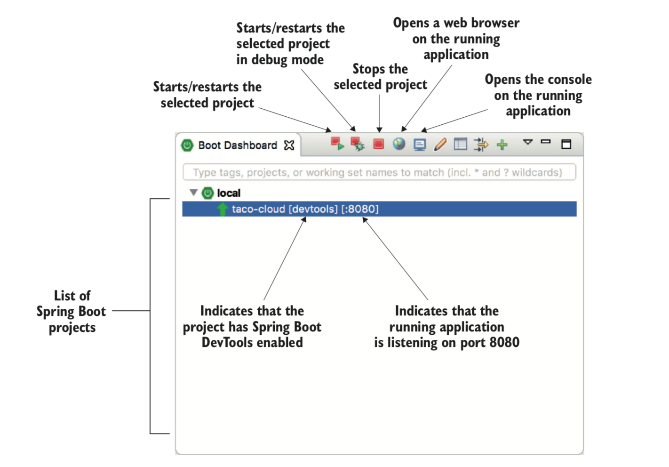 Starts/restarts the
selected project
in debug mode
Opens a web browser
on the running
application
Stops the
selected project
Starts/restarts the
selected project
Opens the console
on the running
application
Boot Dashboard
Type tags, projects, or working set names to match (incl. * and ? wildcards)
local
taco-cloud [devtools] [:8080]
List of
Spring Boot
projects
Indicates that the
project has Spring Boot
DevTools enabled
Indicates that the
running application
is listening on port 8080